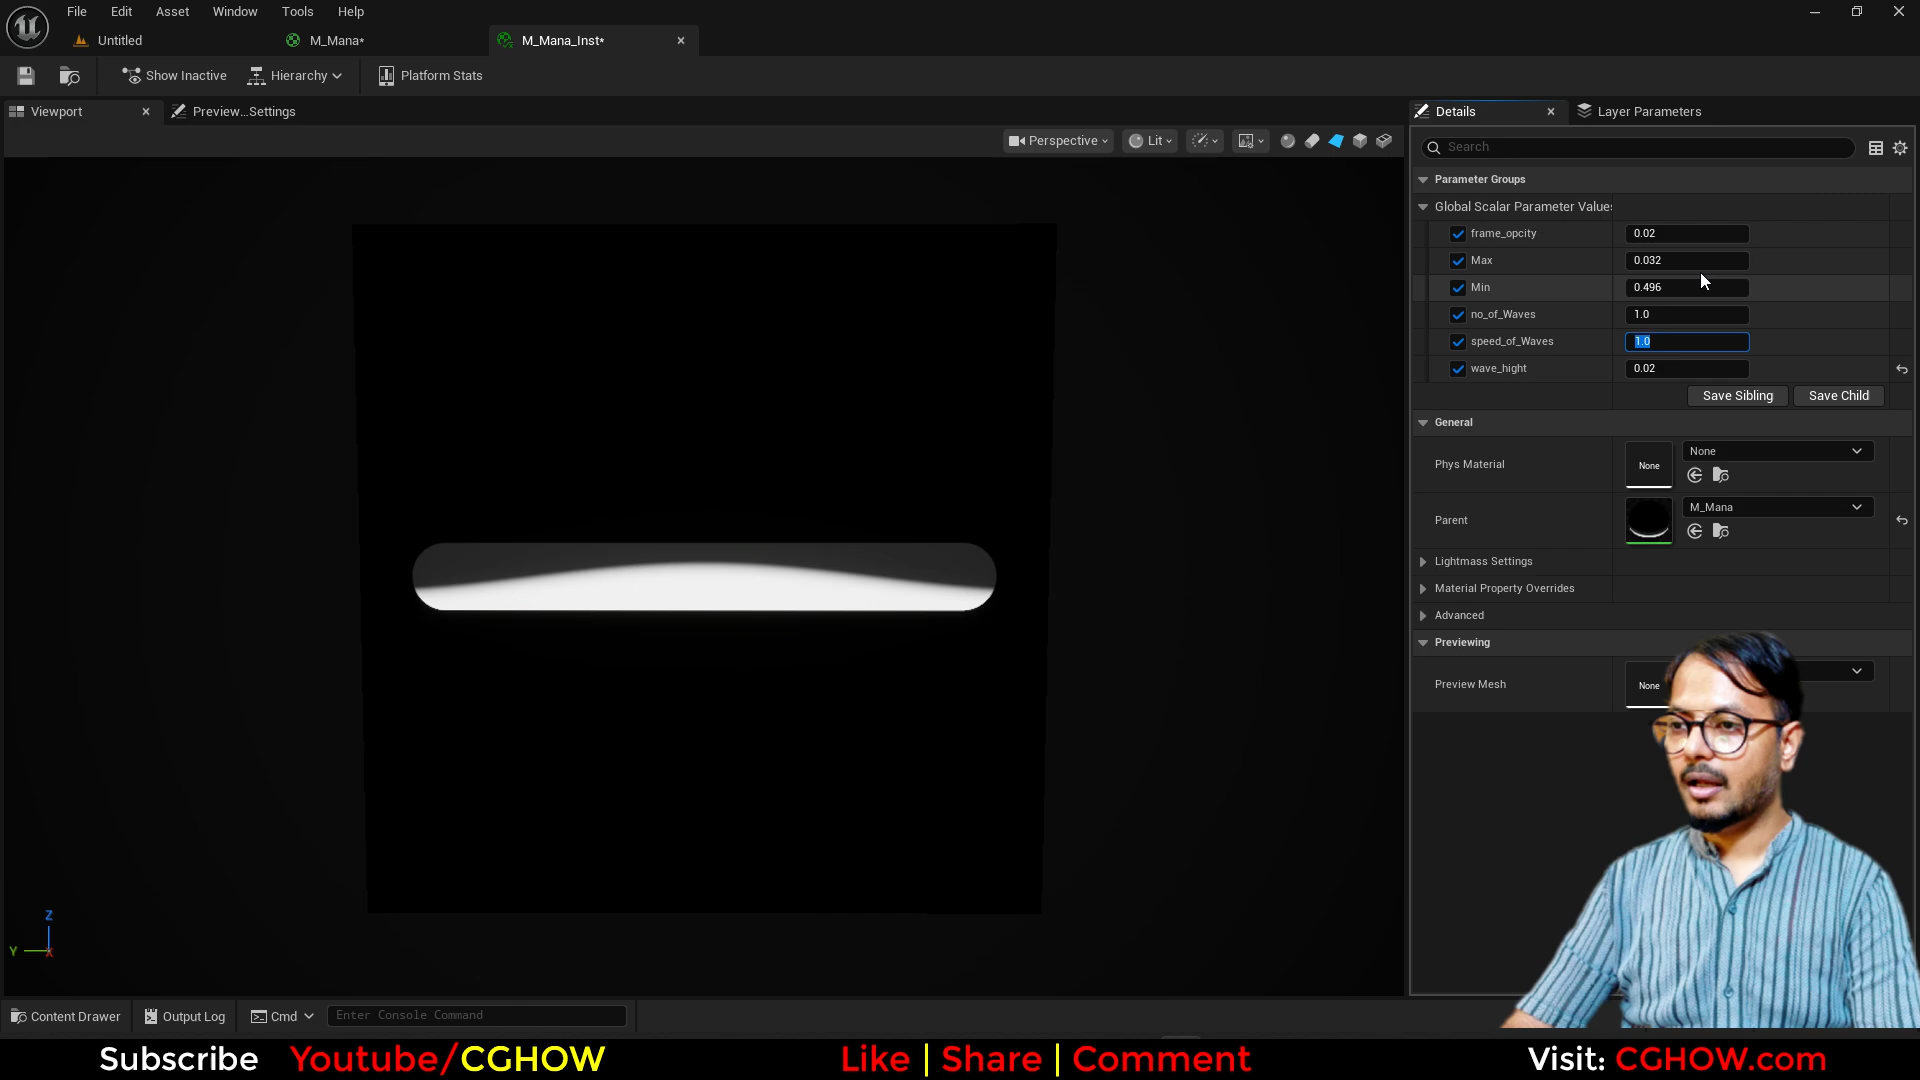 File Edit Asset Window Tools Help
Untitled M_Mana* M_Mana_Inst*
Show Inactive Hierarchy Platform Stats
Viewport Preview...Settings Details Layer Parameters
Perspective Lit
Search
Parameter Groups
Global Scalar Parameter Values
frame_opcity 0.02
Max 0.032
Min 0.496
no_of_Waves 1.0
speed_of_Waves 1.0
wave_hight 0.02
Save Sibling Save Child
General
Phys Material None None
Parent M_Mana
Lightmass Settings
Material Property Overrides
Advanced
Previewing
Preview Mesh None
Z
Y X
Content Drawer Output Log Cmd Enter Console Command
Subscribe Youtube/CGHOW Like | Share | Comment Visit: CGHOW.com